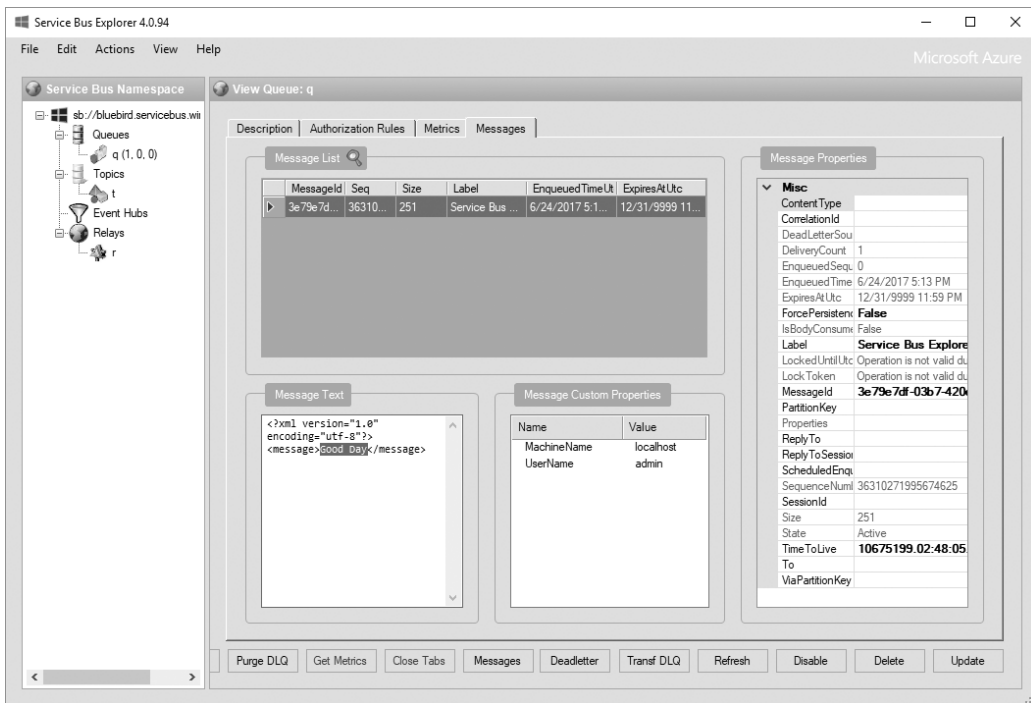 Service Bus Explorer 4.0.94
File Edit Actions View Help
Microsoft Azure
Service Bus Namespace
sb://bluebird.servicebus.wi
Queues
q (1, 0, 0)
Topics
t
Event Hubs
Relays
r
View Queue: q
Description Authorization Rules Metrics Messages
Message List
MessageId Seq Size Label EnqueuedTimeUt ExpiresAtUtc
3e79e7d... 36310... 251 Service Bus ... 6/24/2017 5:1... 12/31/9999 11...
Message Text
<?xml version="1.0"
encoding="utf-8"?>
<message>Good Day</message>
Message Custom Properties
Name Value
MachineName localhost
UserName admin
Message Properties
Misc
ContentType
CorrelationId
DeadLetterSou
DeliveryCount 1
EnqueuedSequ 0
EnqueuedTime 6/24/2017 5:13 PM
ExpiresAtUtc 12/31/9999 11:59 PM
ForcePersistenc False
IsBodyConsume False
Label Service Bus Explore
LockedUntilUtc Operation is not valid du
LockToken Operation is not valid du
MessageId 3e79e7df-03b7-420
PartitionKey
Properties
ReplyTo
ReplyToSession
ScheduledEnqu
SequenceNuml 36310271995674625
SessionId
Size 251
State Active
TimeToLive 10675199.02:48:05.
To
ViaPartitionKey
Purge DLQ Get Metrics Close Tabs Messages Deadletter Transf DLQ Refresh Disable Delete Update